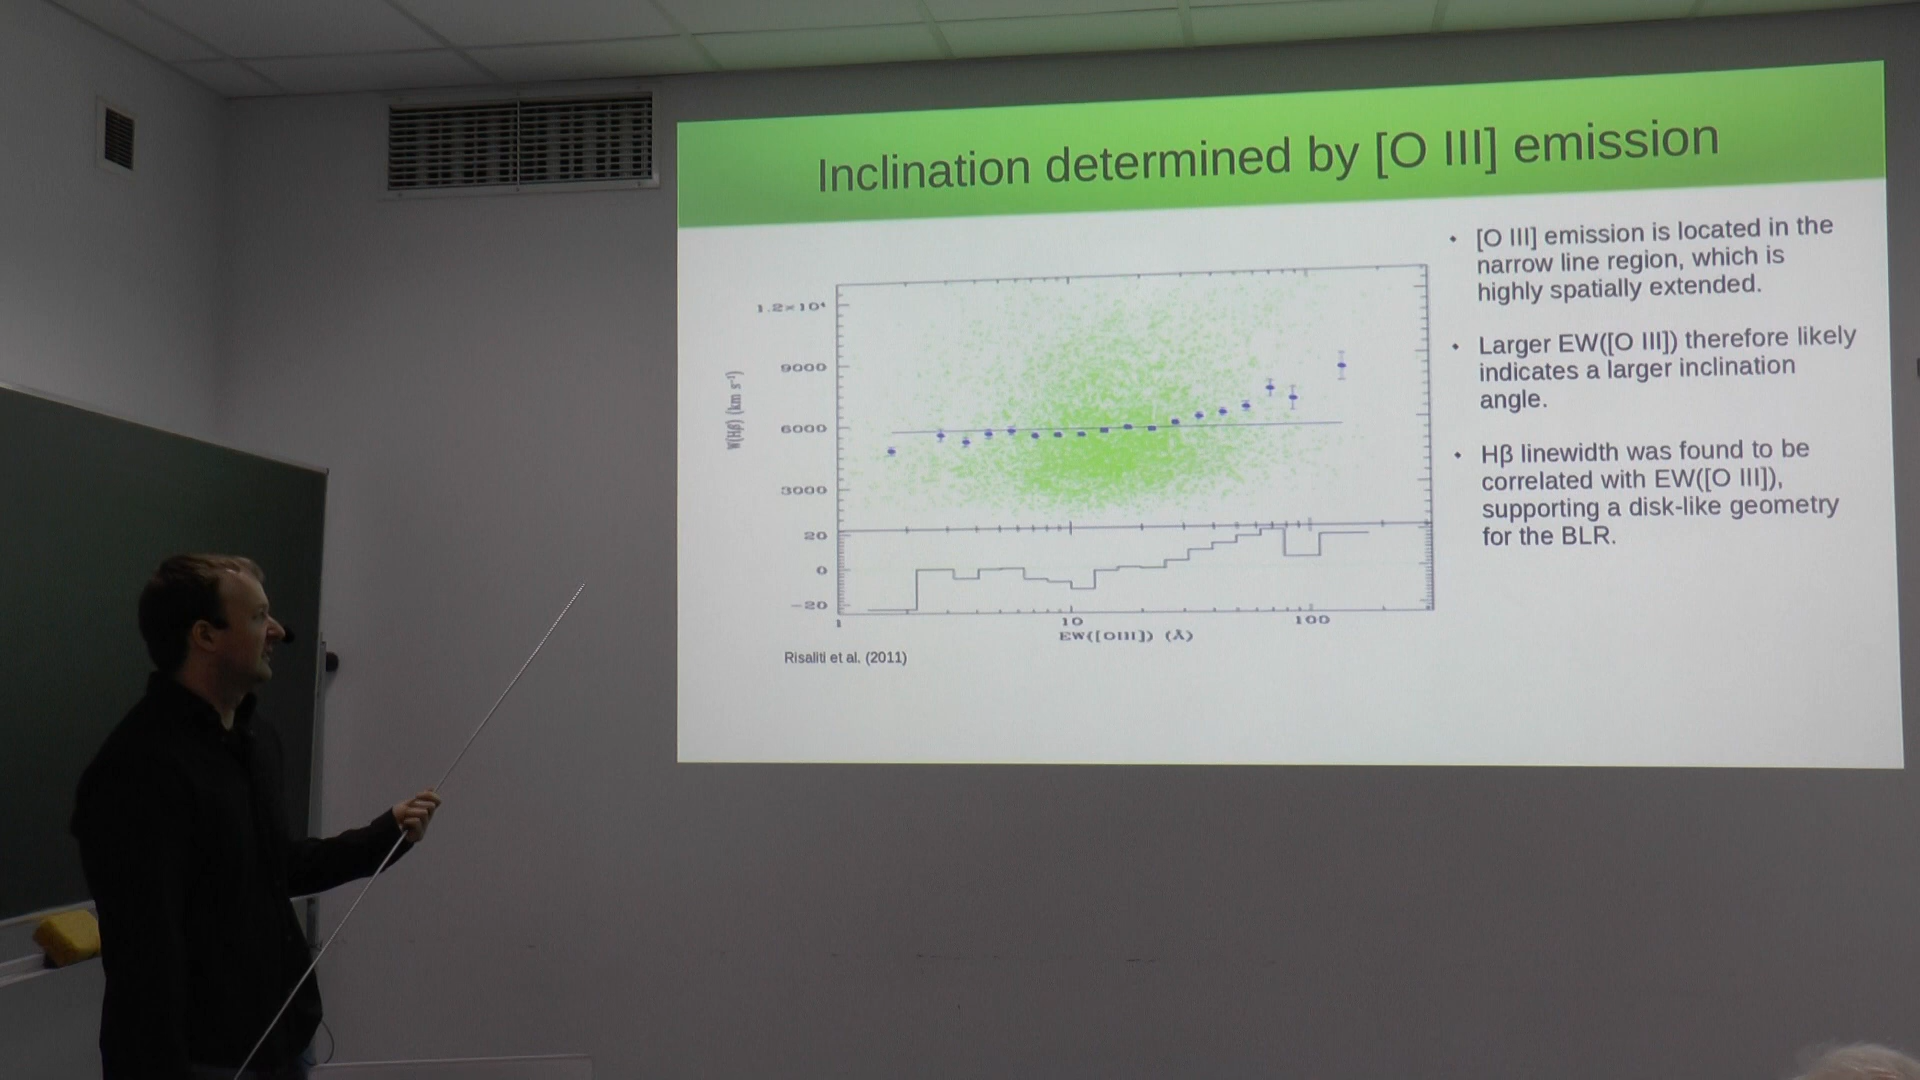 Inclination determined by [O III] emission
• [O III] emission is located in the
narrow line region, which is
highly spatially extended.
• Larger EW([O III]) therefore likely
indicates a larger inclination
angle.
• Hβ linewidth was found to be
correlated with EW([O III]),
supporting a disk-like geometry
for the BLR.
W(Hβ) (km s⁻¹)
1.2×10⁴
9000
6000
3000
20
0
−20
1
10
100
EW([OIII]) (Å)
Risaliti et al. (2011)